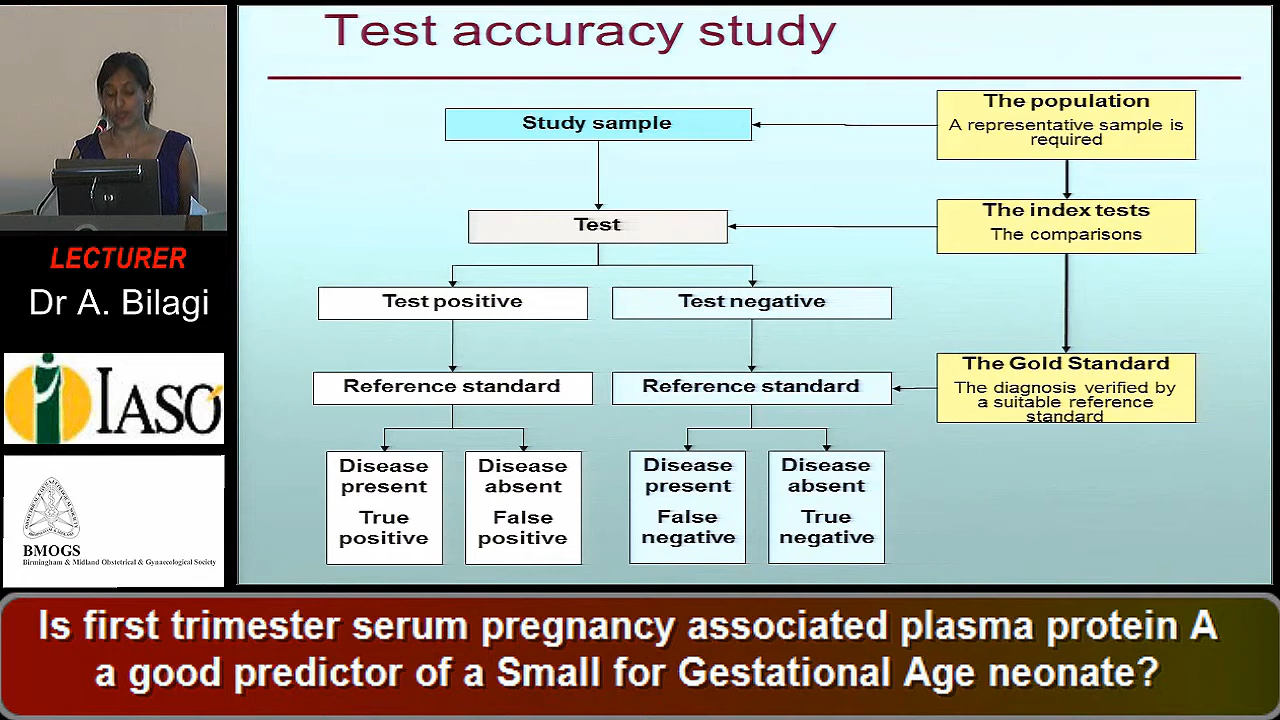 Test accuracy study
Study sample
The population
A representative sample is
required
Test
The index tests
The comparisons
Test positive
Test negative
Reference standard
Reference standard
The Gold Standard
The diagnosis verified by
a suitable reference
standard
Disease
present
True
positive
Disease
absent
False
positive
Disease
present
False
negative
Disease
absent
True
negative
LECTURER
Dr A. Bilagi
IASO
BMOGS
Birmingham & Midland Obstetrical & Gynaecological Society
Is first trimester serum pregnancy associated plasma protein A
a good predictor of a Small for Gestational Age neonate?